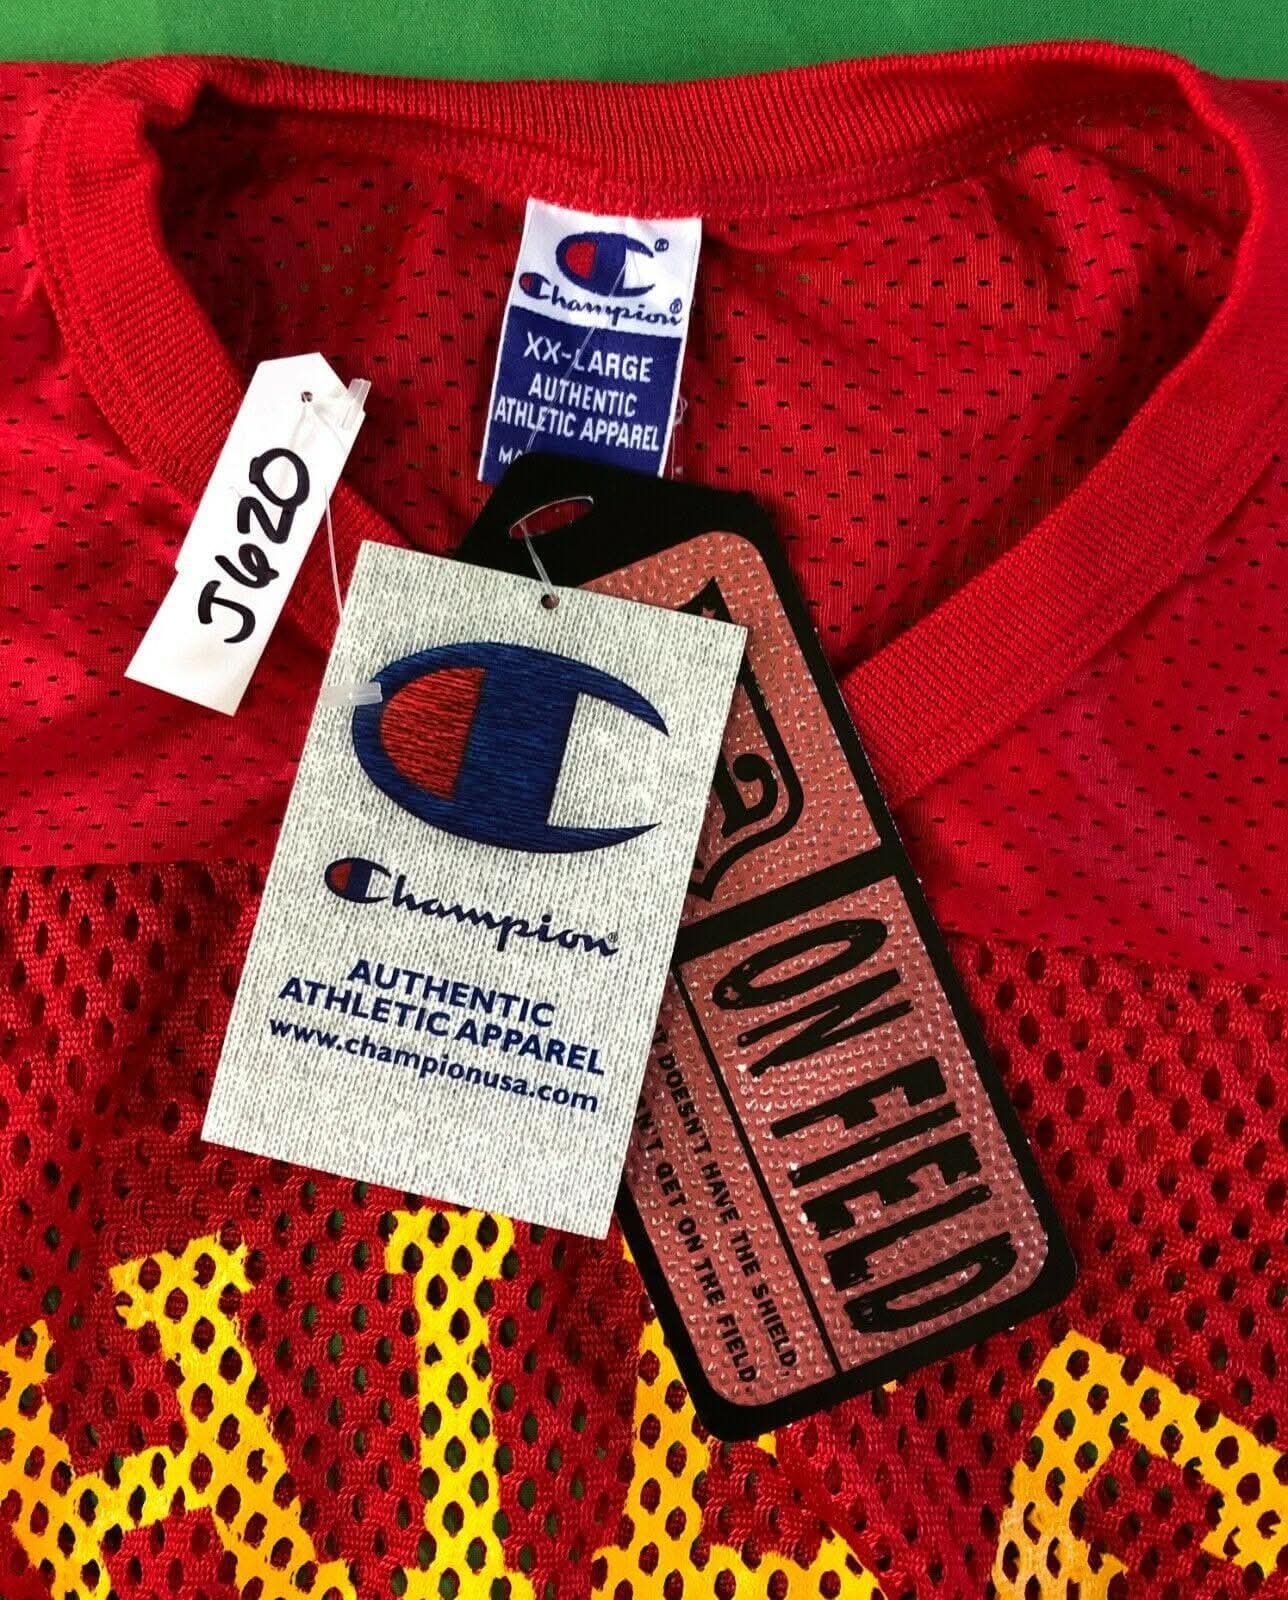 Champion
XX-LARGE
AUTHENTIC
ATHLETIC APPAREL
J620
Champion
AUTHENTIC
ATHLETIC APPAREL
www.championusa.com
ON FIELD
DOESN'T HAVE THE SHIELD,
GET ON THE FIELD.